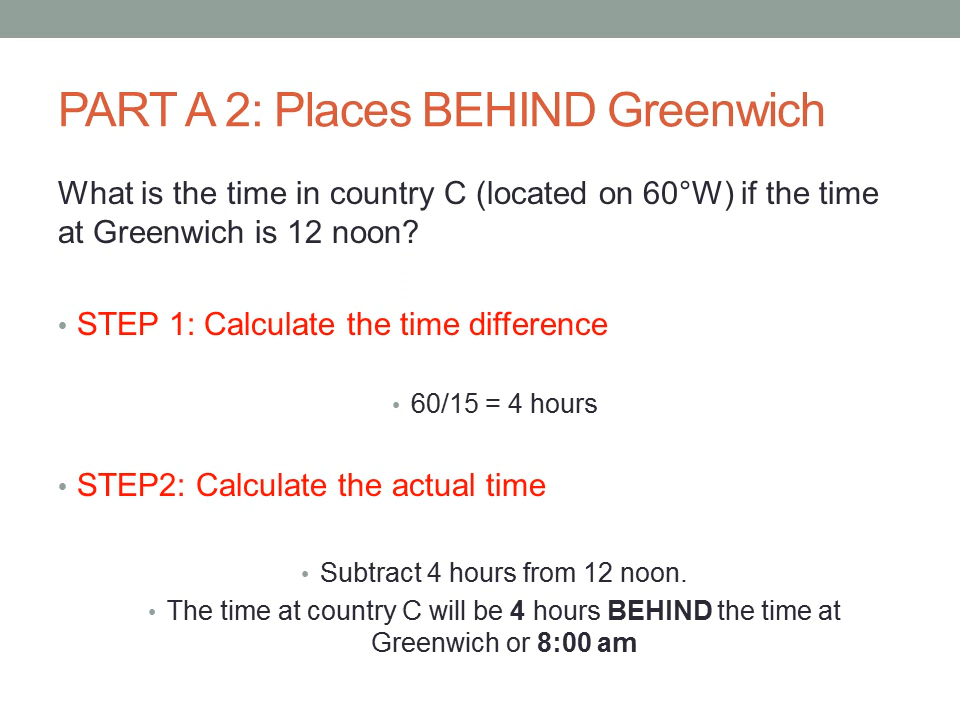 PART A 2: Places BEHIND Greenwich
What is the time in country C (located on 60°W) if the time
at Greenwich is 12 noon?
• STEP 1: Calculate the time difference
• 60/15 = 4 hours
• STEP2: Calculate the actual time
• Subtract 4 hours from 12 noon.
• The time at country C will be 4 hours BEHIND the time at
Greenwich or 8:00 am